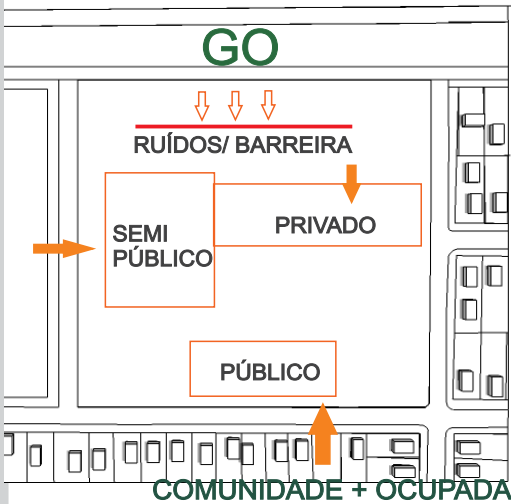 GO
RUÍDOS/ BARREIRA
PRIVADO
SEMI
PÚBLICO
PÚBLICO
COMUNIDADE + OCUPADA